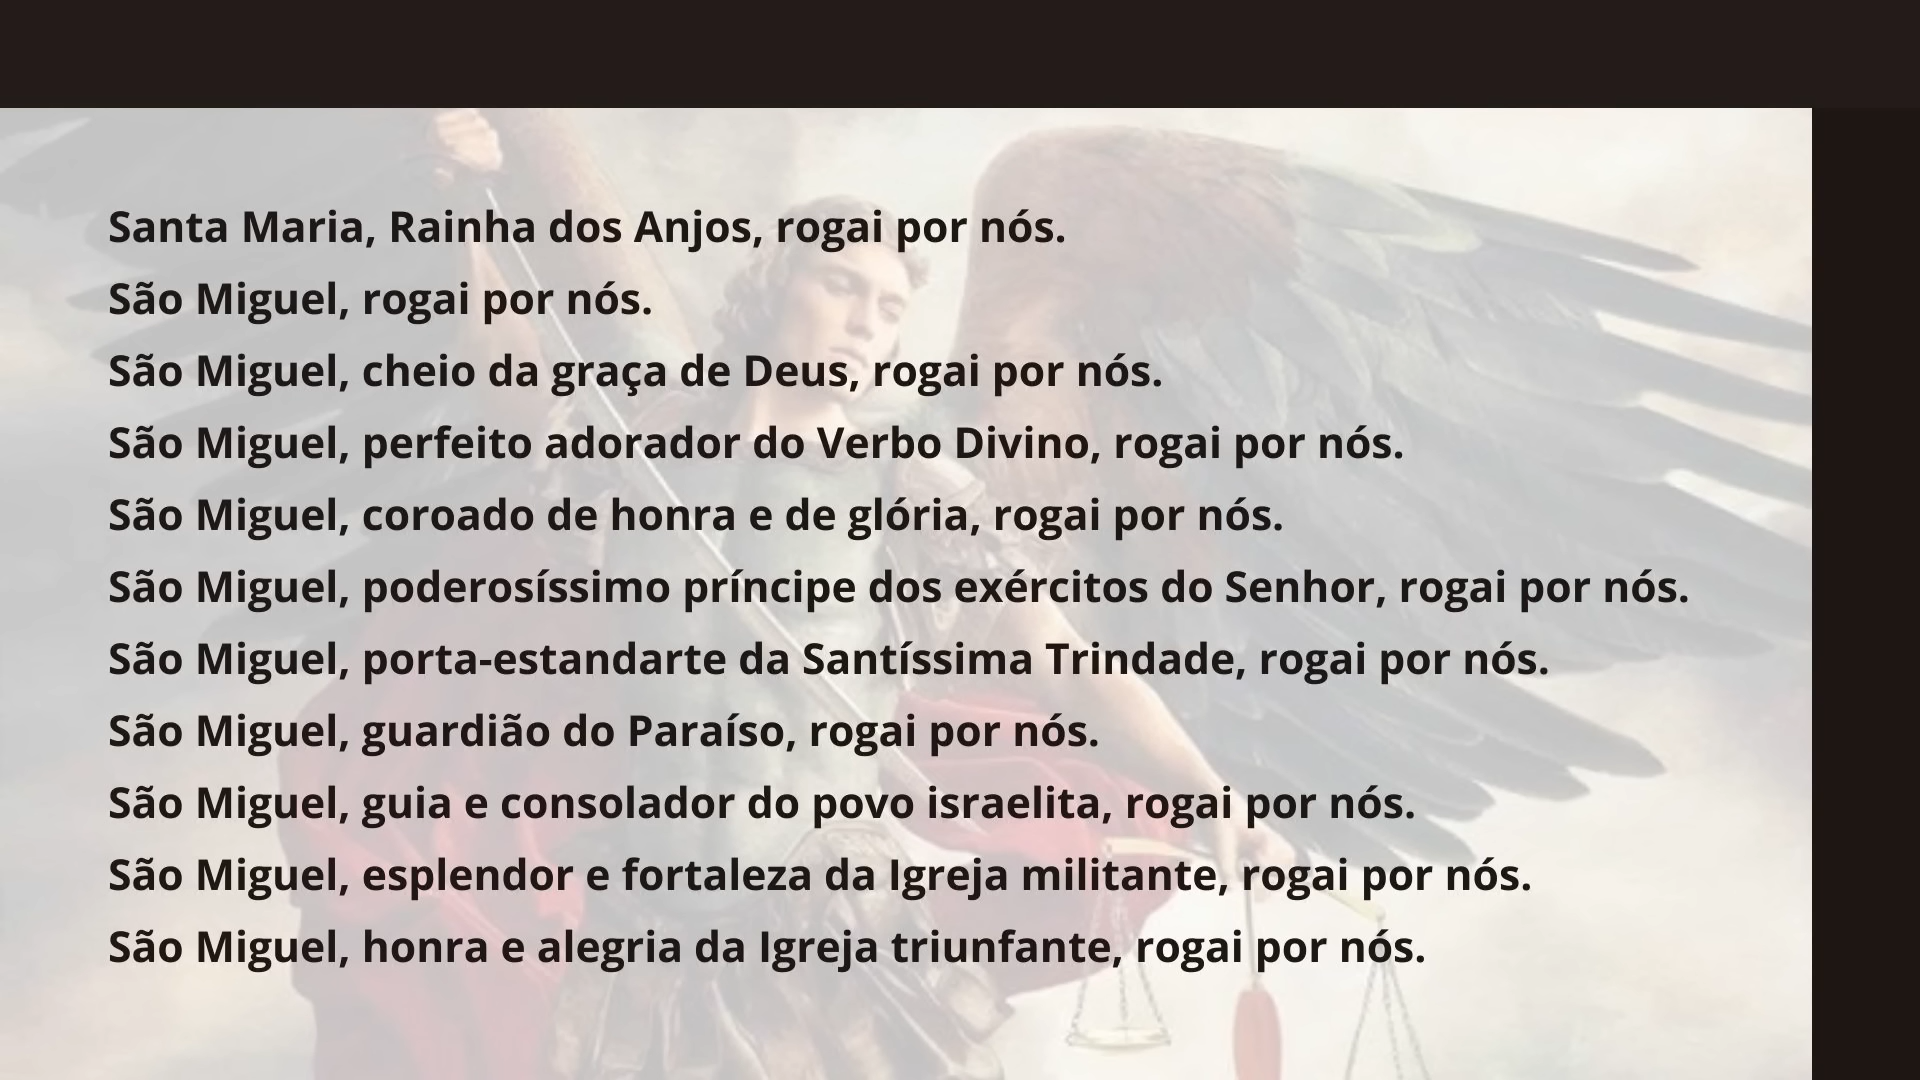 Santa Maria, Rainha dos Anjos, rogai por nós.
São Miguel, rogai por nós.
São Miguel, cheio da graça de Deus, rogai por nós.
São Miguel, perfeito adorador do Verbo Divino, rogai por nós.
São Miguel, coroado de honra e de glória, rogai por nós.
São Miguel, poderosíssimo príncipe dos exércitos do Senhor, rogai por nós.
São Miguel, porta-estandarte da Santíssima Trindade, rogai por nós.
São Miguel, guardião do Paraíso, rogai por nós.
São Miguel, guia e consolador do povo israelita, rogai por nós.
São Miguel, esplendor e fortaleza da Igreja militante, rogai por nós.
São Miguel, honra e alegria da Igreja triunfante, rogai por nós.